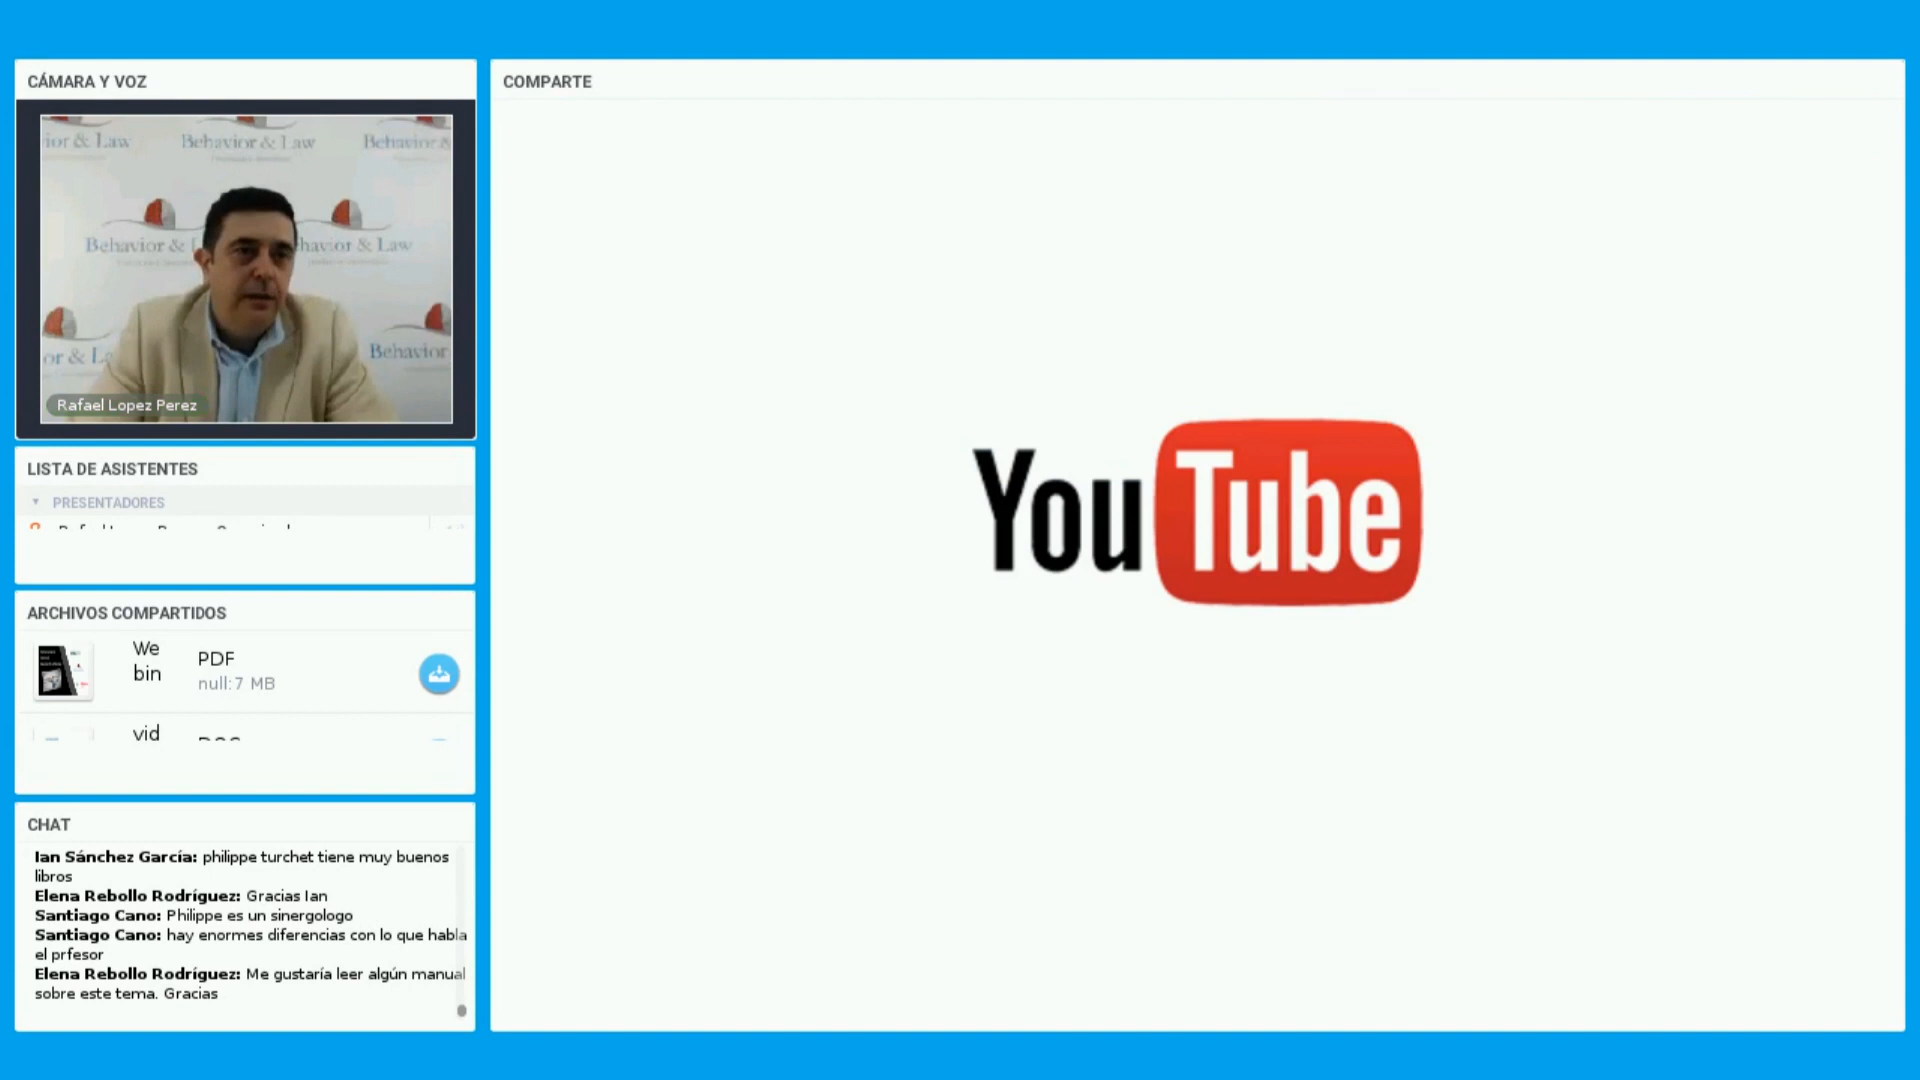 CÁMARA Y VOZ
ior & Law
Behavior & Law
Behavior &
Behavior &
havior & Law
or & La
Behavior
Rafael Lopez Perez
LISTA DE ASISTENTES
PRESENTADORES
ARCHIVOS COMPARTIDOS
We
bin
PDF
null:7 MB
vid
CHAT
Ian Sánchez García: philippe turchet tiene muy buenos
libros
Elena Rebollo Rodríguez: Gracias Ian
Santiago Cano: Philippe es un sinergologo
Santiago Cano: hay enormes diferencias con lo que habla
el prfesor
Elena Rebollo Rodríguez: Me gustaría leer algún manual
sobre este tema. Gracias
COMPARTE
YouTube